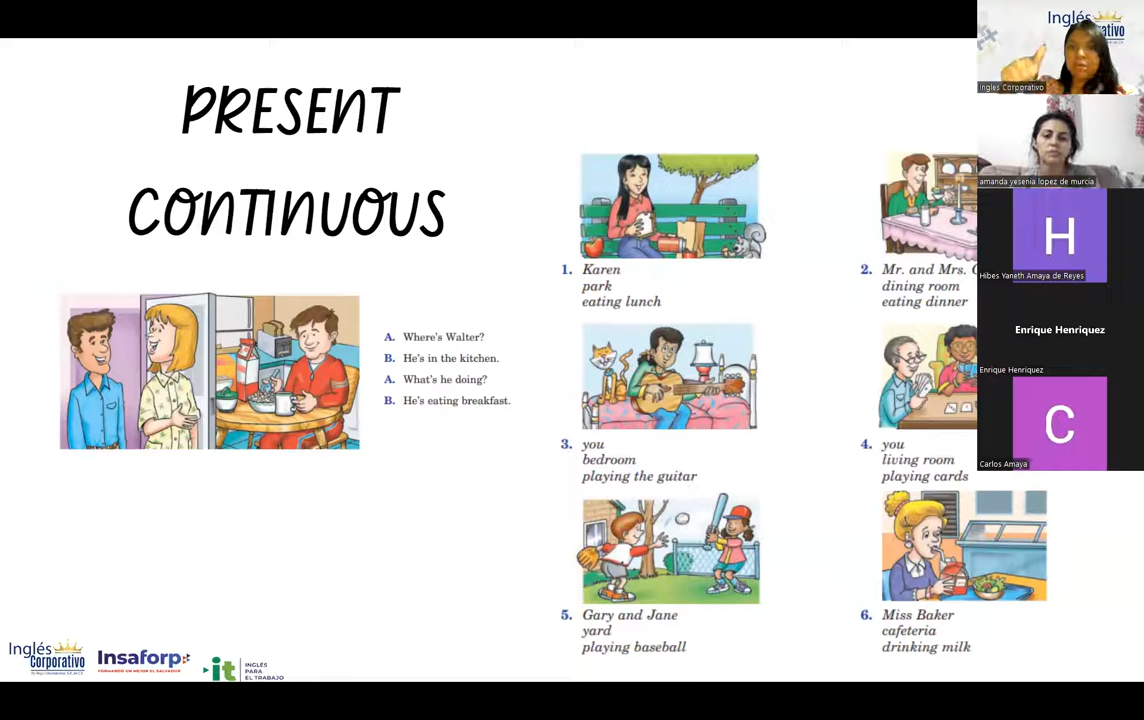 PRESENT
CONTINUOUS
A. Where's Walter?
B. He's in the kitchen.
A. What's he doing?
B. He's eating breakfast.
1. Karen
park
eating lunch
2. Mr. and Mrs.
dining room
eating dinner
3. you
bedroom
playing the guitar
4. you
living room
playing cards
5. Gary and Jane
yard
playing baseball
6. Miss Baker
cafeteria
drinking milk
Inglés
Corporativo
Insaforp
FORMANDO UN MEJOR EL SALVADOR
it
INGLÉS
PARA
EL TRABAJO
Inglés
Ingles Corporativo
amanda yesenia lopez de murcia
H
Hibes Yaneth Amaya de Reyes
Enrique Henriquez
Enrique Henriquez
C
Carlos Amaya